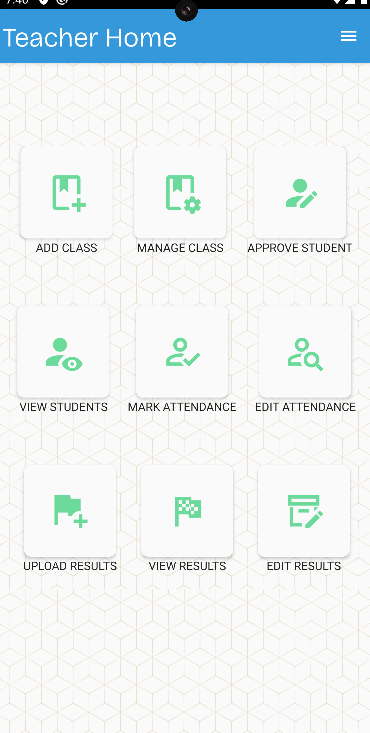 7:40
Teacher Home
ADD CLASS MANAGE CLASS APPROVE STUDENT
VIEW STUDENTS MARK ATTENDANCE EDIT ATTENDANCE
UPLOAD RESULTS VIEW RESULTS EDIT RESULTS